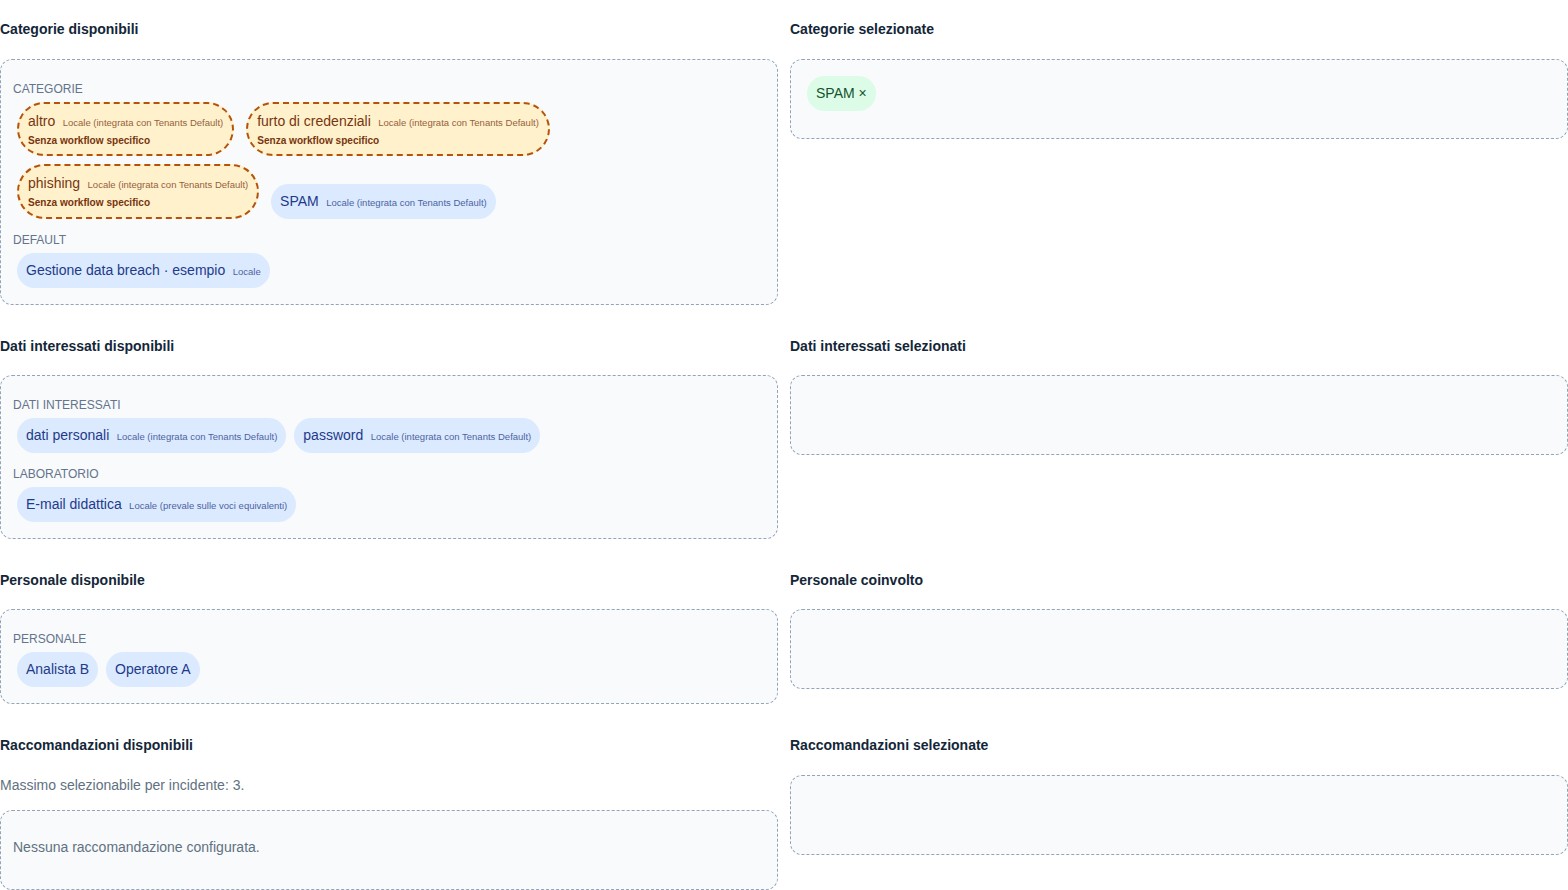 Categorie disponibili
CATEGORIE
altro Locale (integrata con Tenants Default)
Senza workflow specifico
furto di credenziali Locale (integrata con Tenants Default)
Senza workflow specifico
phishing Locale (integrata con Tenants Default)
Senza workflow specifico
SPAM Locale (integrata con Tenants Default)
DEFAULT
Gestione data breach · esempio Locale
Categorie selezionate
SPAM ×
Dati interessati disponibili
DATI INTERESSATI
dati personali Locale (integrata con Tenants Default)
password Locale (integrata con Tenants Default)
LABORATORIO
E-mail didattica Locale (prevale sulle voci equivalenti)
Dati interessati selezionati
Personale disponibile
PERSONALE
Analista B
Operatore A
Personale coinvolto
Raccomandazioni disponibili
Massimo selezionabile per incidente: 3.
Nessuna raccomandazione configurata.
Raccomandazioni selezionate